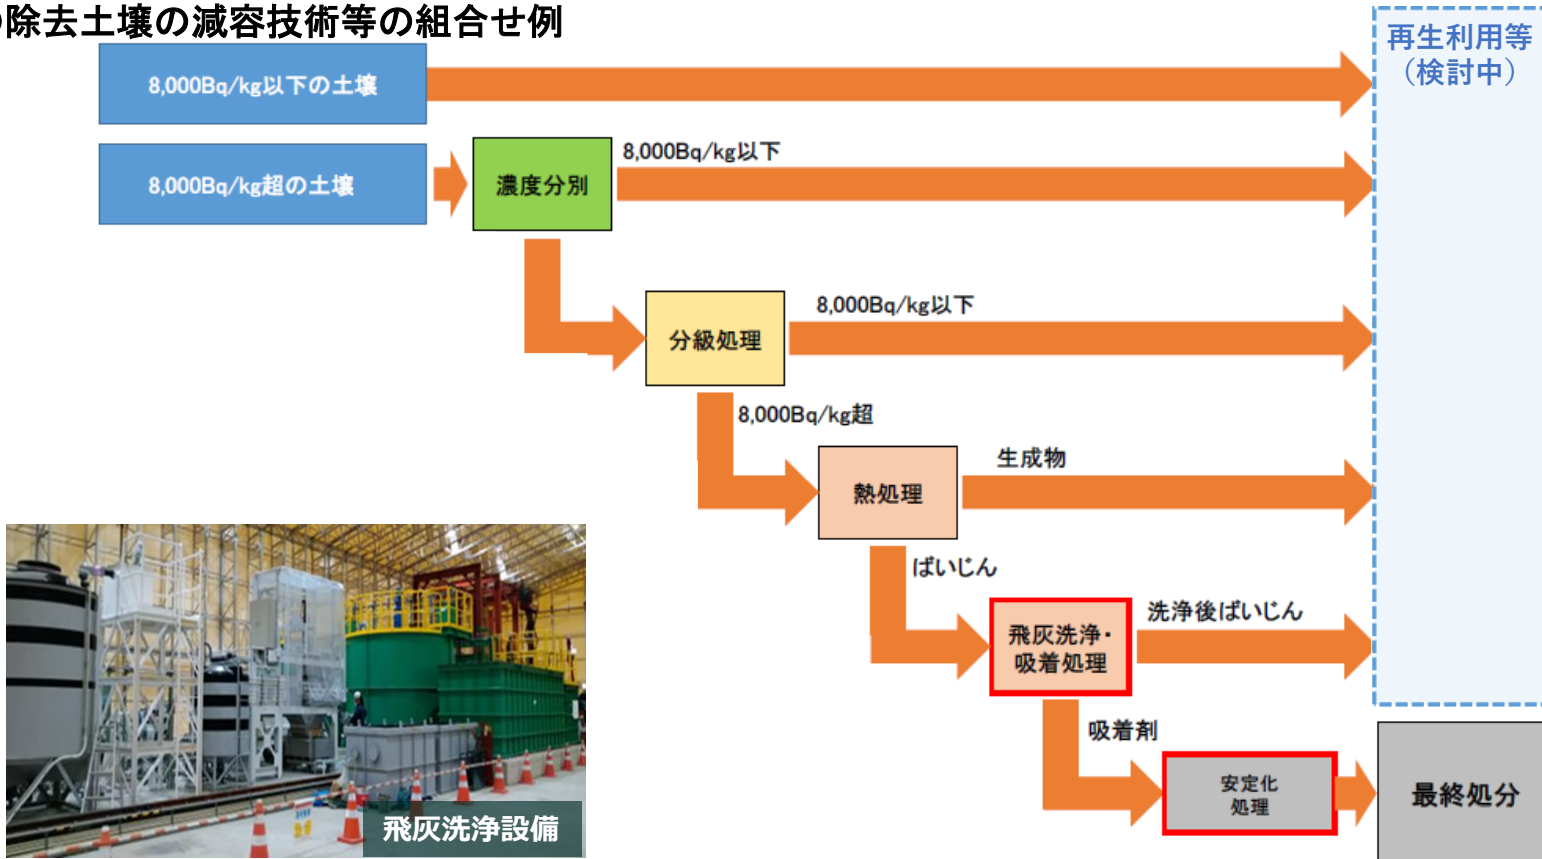 除去土壌の減容技術等の組合せ例
再生利用等
（検討中）
8,000Bq/kg以下の土壌
8,000Bq/kg超の土壌
濃度分別
8,000Bq/kg以下
分級処理
8,000Bq/kg以下
8,000Bq/kg超
熱処理
生成物
ばいじん
飛灰洗浄・
吸着処理
洗浄後ばいじん
吸着剤
安定化
処理
最終処分
飛灰洗浄設備